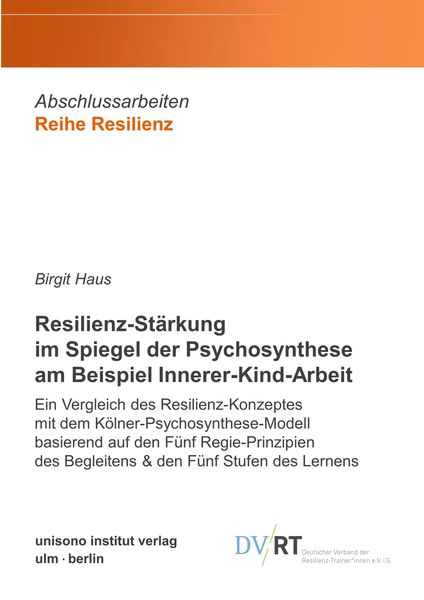 Abschlussarbeiten
Reihe Resilienz
Birgit Haus
Resilienz-Stärkung
im Spiegel der Psychosynthese
am Beispiel Innerer-Kind-Arbeit
Ein Vergleich des Resilienz-Konzeptes
mit dem Kölner-Psychosynthese-Modell
basierend auf den Fünf Regie-Prinzipien
des Begleitens & den Fünf Stufen des Lernens
unisono institut verlag
ulm · berlin
DV/RT
Deutscher Verband der
Resilienz-Trainer*innen e.V. i.G.